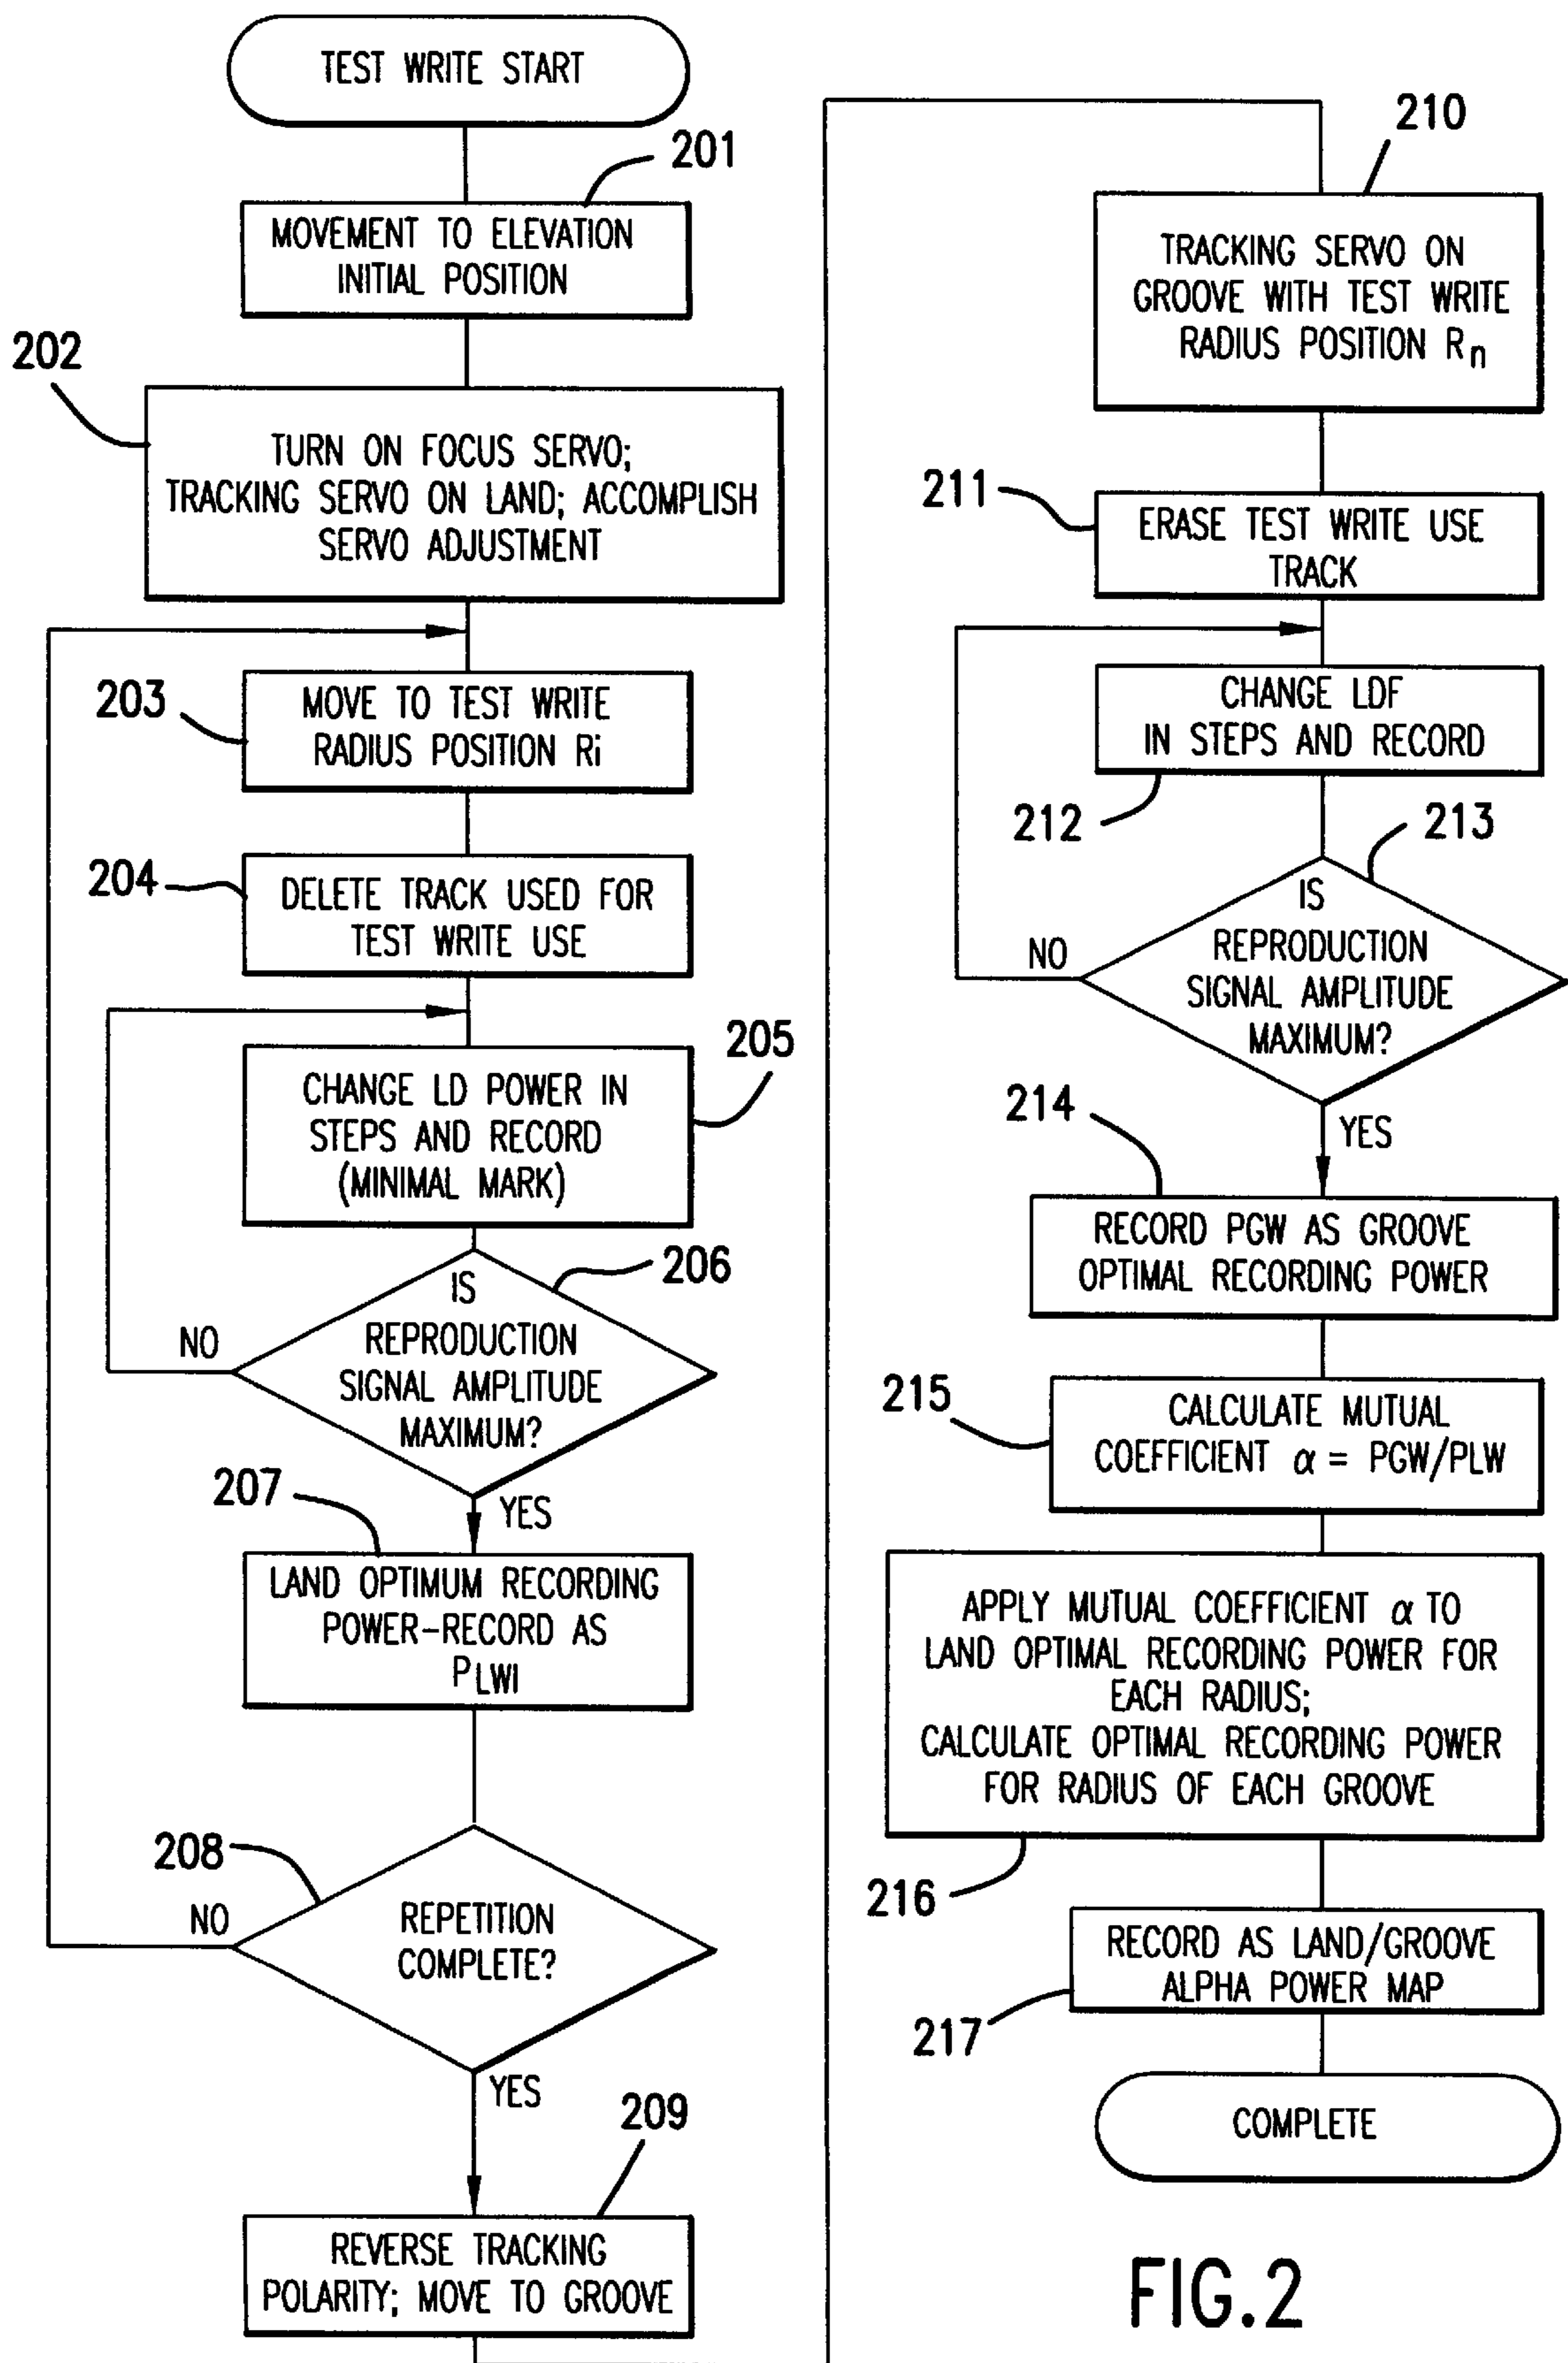 TEST WRITE START
201
MOVEMENT TO ELEVATION
INITIAL POSITION
202
TURN ON FOCUS SERVO;
TRACKING SERVO ON LAND; ACCOMPLISH
SERVO ADJUSTMENT
203
MOVE TO TEST WRITE
RADIUS POSITION Ri
204
DELETE TRACK USED FOR
TEST WRITE USE
205
CHANGE LD POWER IN
STEPS AND RECORD
(MINIMAL MARK)
206
IS
REPRODUCTION
SIGNAL AMPLITUDE
MAXIMUM?
NO
YES
207
LAND OPTIMUM RECORDING
POWER-RECORD AS
PLWI
208
REPETITION
COMPLETE?
NO
YES
209
REVERSE TRACKING
POLARITY; MOVE TO GROOVE
210
TRACKING SERVO ON
GROOVE WITH TEST WRITE
RADIUS POSITION Rn
211
ERASE TEST WRITE USE
TRACK
CHANGE LDF
IN STEPS AND RECORD
212
213
IS
REPRODUCTION
SIGNAL AMPLITUDE
MAXIMUM?
NO
YES
214
RECORD PGW AS GROOVE
OPTIMAL RECORDING POWER
215
CALCULATE MUTUAL
COEFFICIENT α = PGW/PLW
APPLY MUTUAL COEFFICIENT α TO
LAND OPTIMAL RECORDING POWER FOR
EACH RADIUS;
CALCULATE OPTIMAL RECORDING POWER
FOR RADIUS OF EACH GROOVE
216
RECORD AS LAND/GROOVE
ALPHA POWER MAP
217
COMPLETE
FIG.2